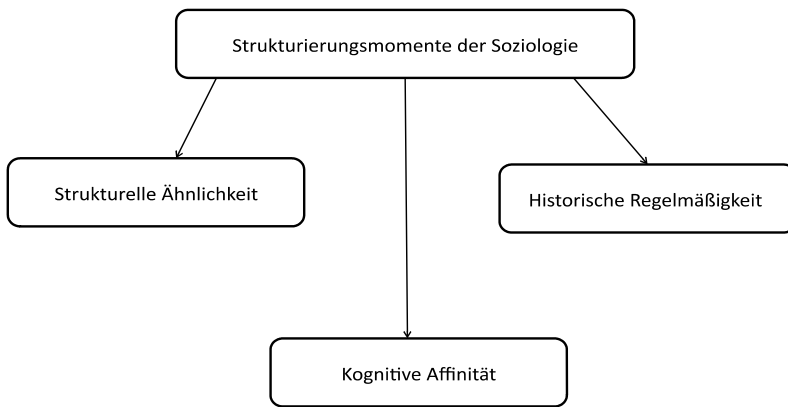 Strukturierungsmomente der Soziologie
Strukturelle Ähnlichkeit
Historische Regelmäßigkeit
Kognitive Affinität